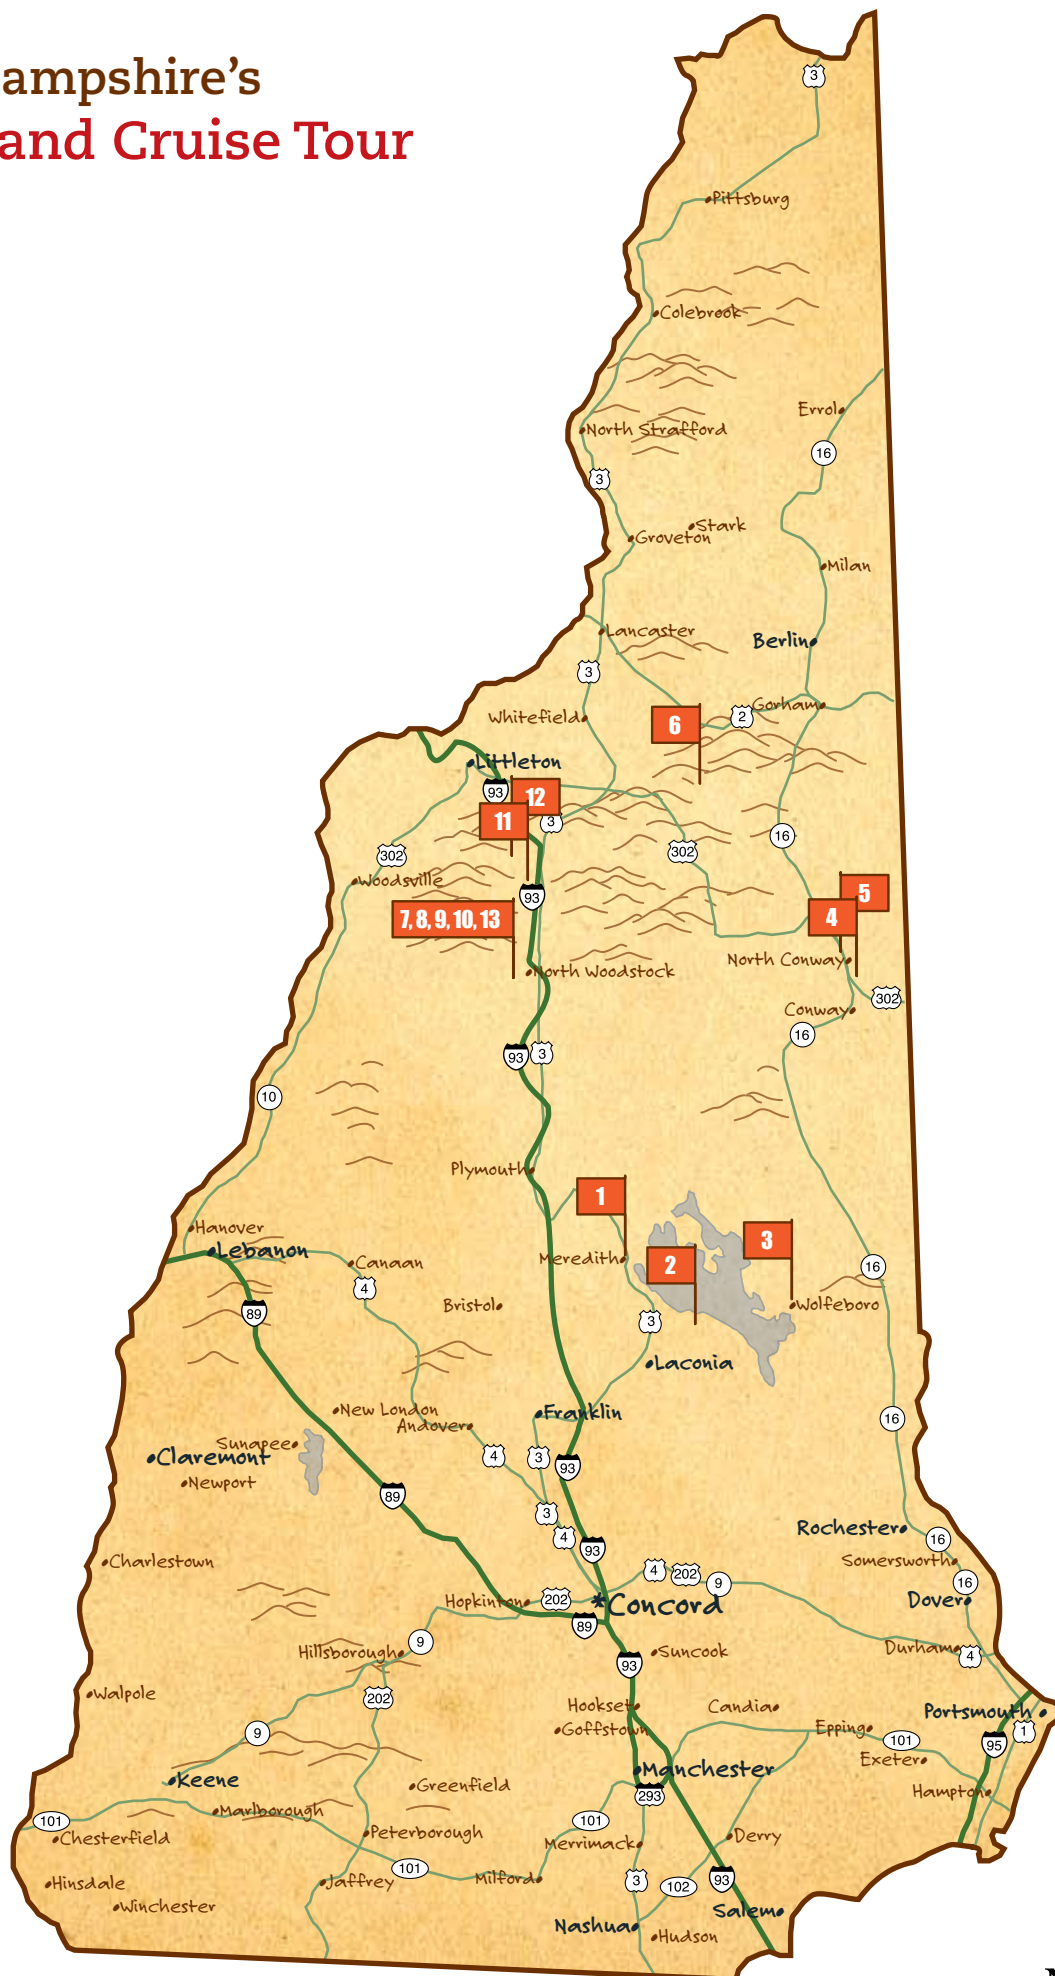 ampshire's
and Cruise Tour
3
Pittsburg
Colebrook
Errol
North Strafford
16
3
Stark
Groveton
Milan
Lancaster
Berlin
3
Gorham
Whitefield
6
2
Littleton
93
12
11
3
16
302
302
Woodsville
93
5
7, 8, 9, 10, 13
4
North Conway
North Woodstock
302
Conway
16
93
3
10
Plymouth
1
Hanover
3
Lebanon
Meredith
2
Canaan
16
4
Bristol
Wolfeboro
89
3
Laconia
New London
Franklin
Andover
16
Sunapee
Claremont
4
3
93
Newport
89
3
Rochester
4
16
93
Somersworth
Charlestown
4
202
9
16
Hopkinton
202
*Concord
Dover
89
9
Durham
Hillsborough
Suncook
4
93
Walpole
202
Hookset
Candia
Portsmouth
9
Goffstown
Epping
1
101
95
Exeter
Manchester
Keene
Greenfield
Hampton
293
Marlborough
101
101
Chesterfield
Peterborough
Merrimack
Derry
101
Hinsdale
Jaffrey
Milford
3
102
93
Winchester
Salem
Nashua
Hudson